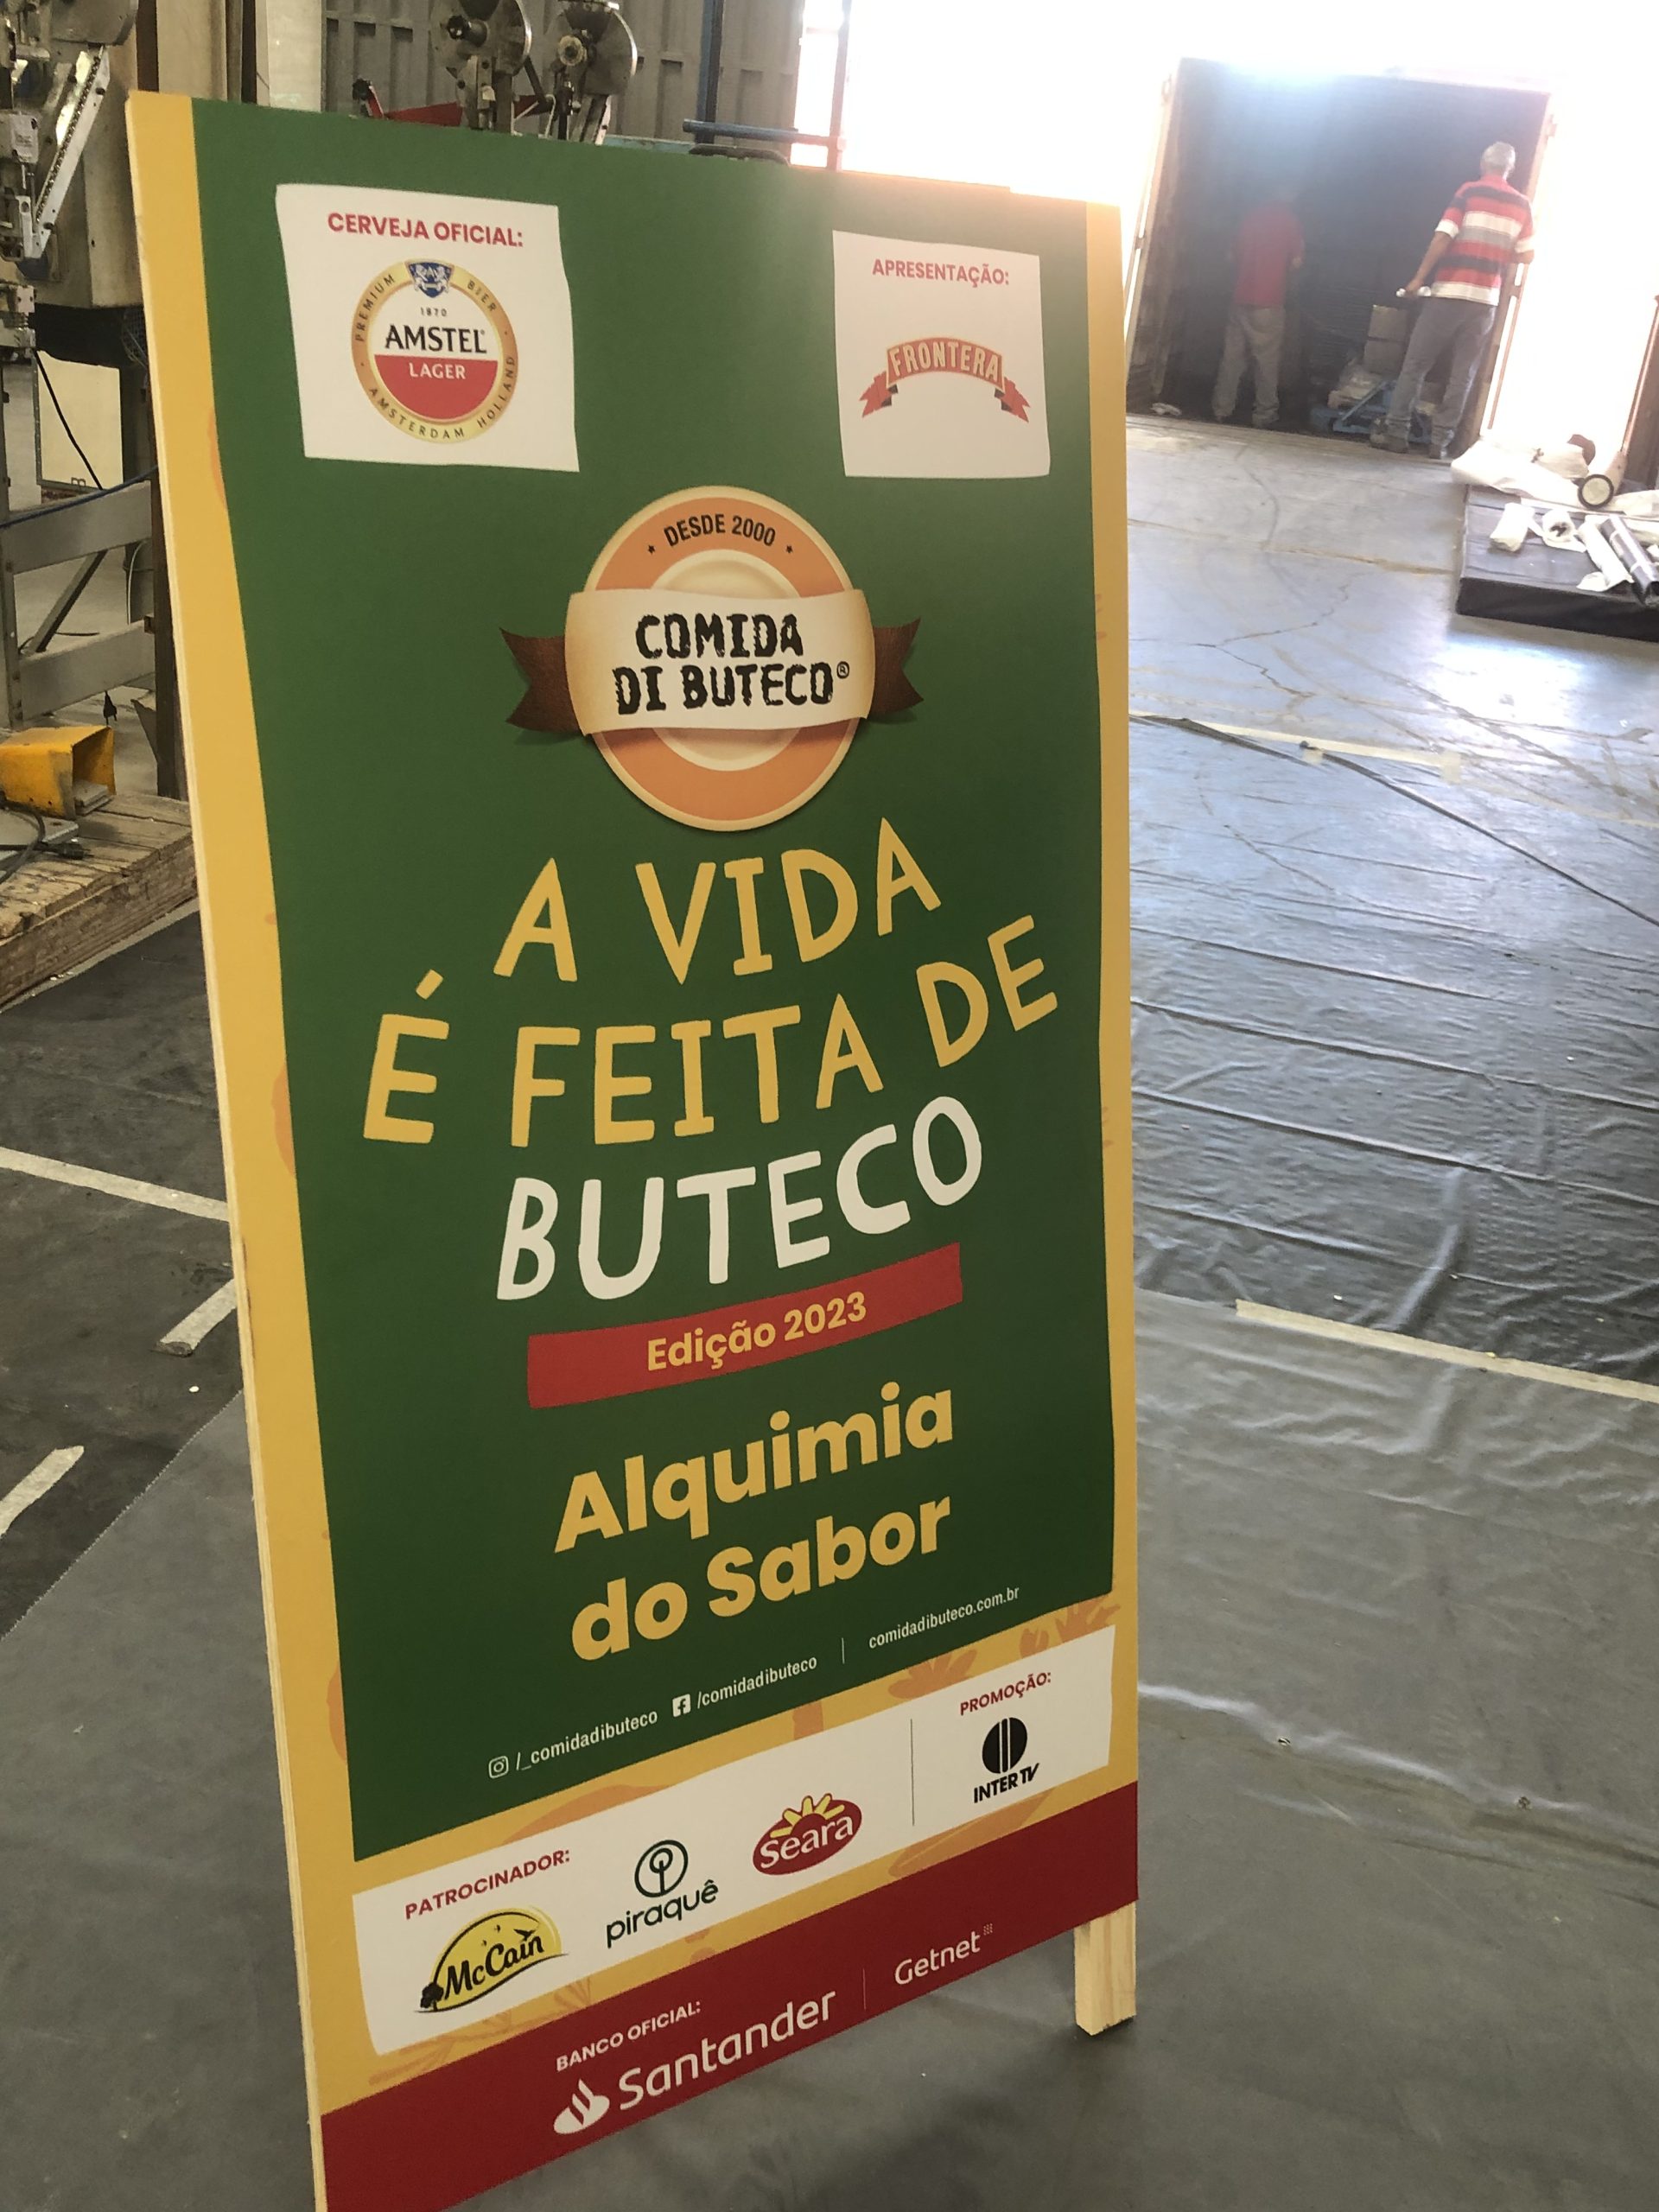 CERVEJA OFICIAL:
PREMIUM BIER
1870
AMSTEL®
LAGER
AMSTERDAM HOLLAND
APRESENTAÇÃO:
FRONTERA
DESDE 2000
COMIDA
DI BUTECO®
A VIDA
É FEITA DE
BUTECO
Edição 2023
Alquimia
do Sabor
/_comidadibuteco /comidadibuteco comidadibuteco.com.br
PATROCINADOR:
McCain
piraquê
Seara
PROMOÇÃO:
INTER TV
BANCO OFICIAL:
Santander
Getnet